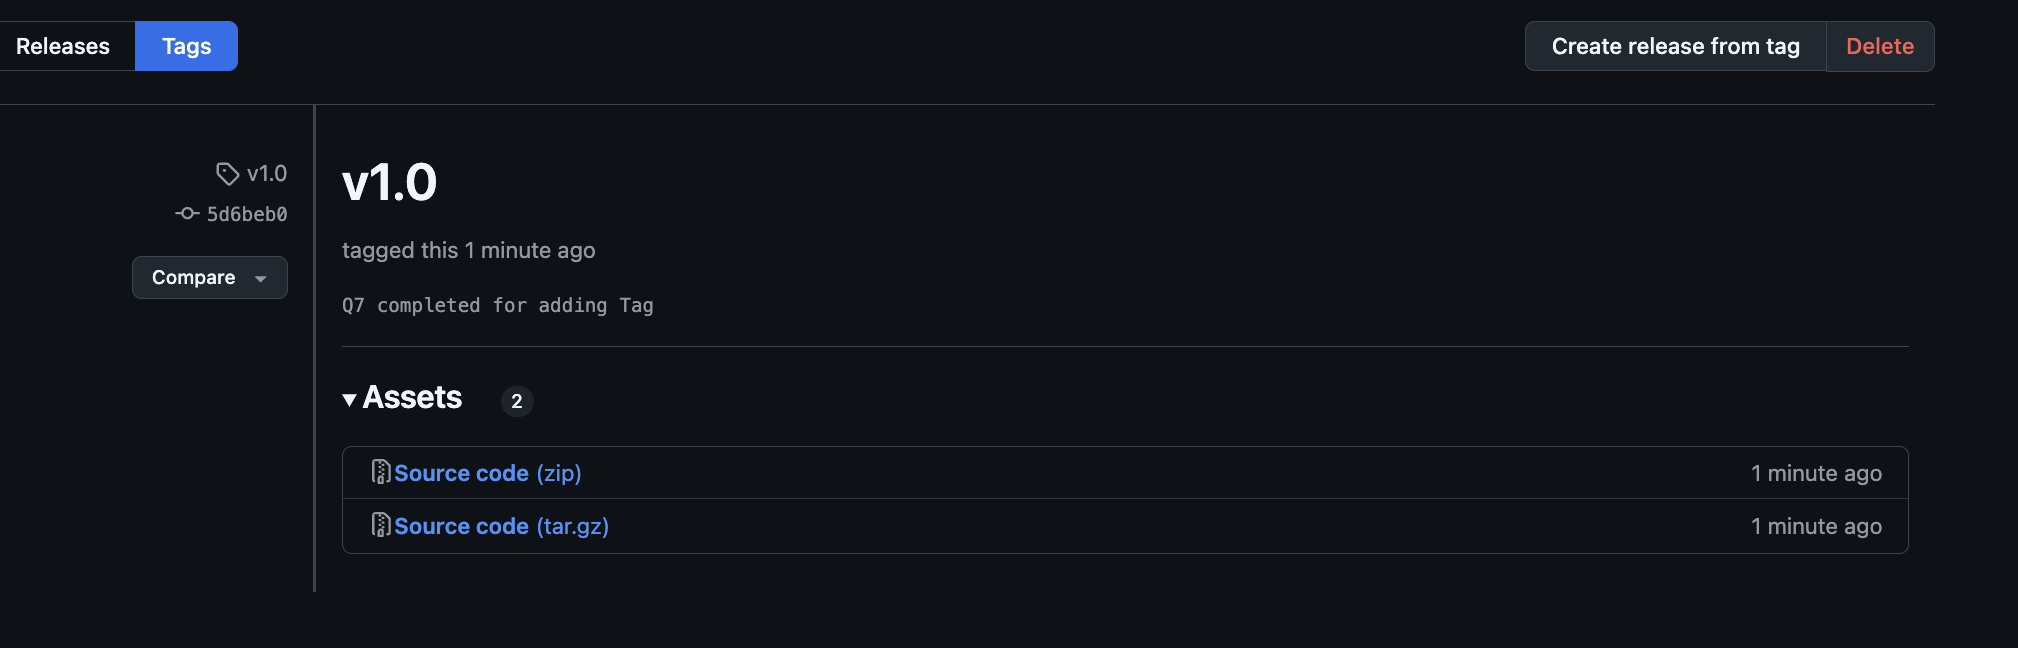 Releases Tags Create release from tag Delete
v1.0
5d6beb0
Compare
v1.0
tagged this 1 minute ago
Q7 completed for adding Tag
Assets 2
Source code (zip) 1 minute ago
Source code (tar.gz) 1 minute ago